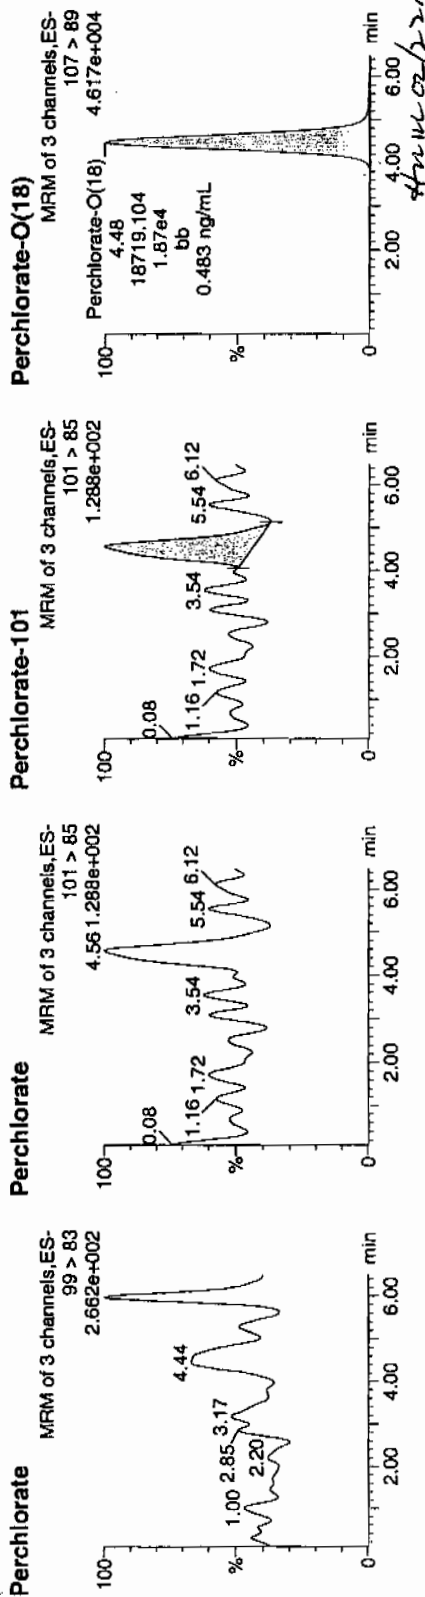 Perchlorate
MRM of 3 channels,ES-
99 > 83
2.662e+002
100
%
0
1.00
2.85
2.20
3.17
4.44
2.00
4.00
6.00
min
Perchlorate
MRM of 3 channels,ES-
101 > 85
4.56 1.288e+002
100
%
0
0.08
1.16
1.72
3.54
5.54
6.12
2.00
4.00
6.00
min
Perchlorate-101
MRM of 3 channels,ES-
101 > 85
1.288e+002
100
%
0
0.08
1.16
1.72
3.54
5.54
6.12
2.00
4.00
6.00
min
Perchlorate-O(18)
MRM of 3 channels,ES-
107 > 89
4.617e+004
100
%
0
Perchlorate-O(18)
4.48
18719.104
1.87e4
bb
0.483 ng/mL
2.00
4.00
6.00
min